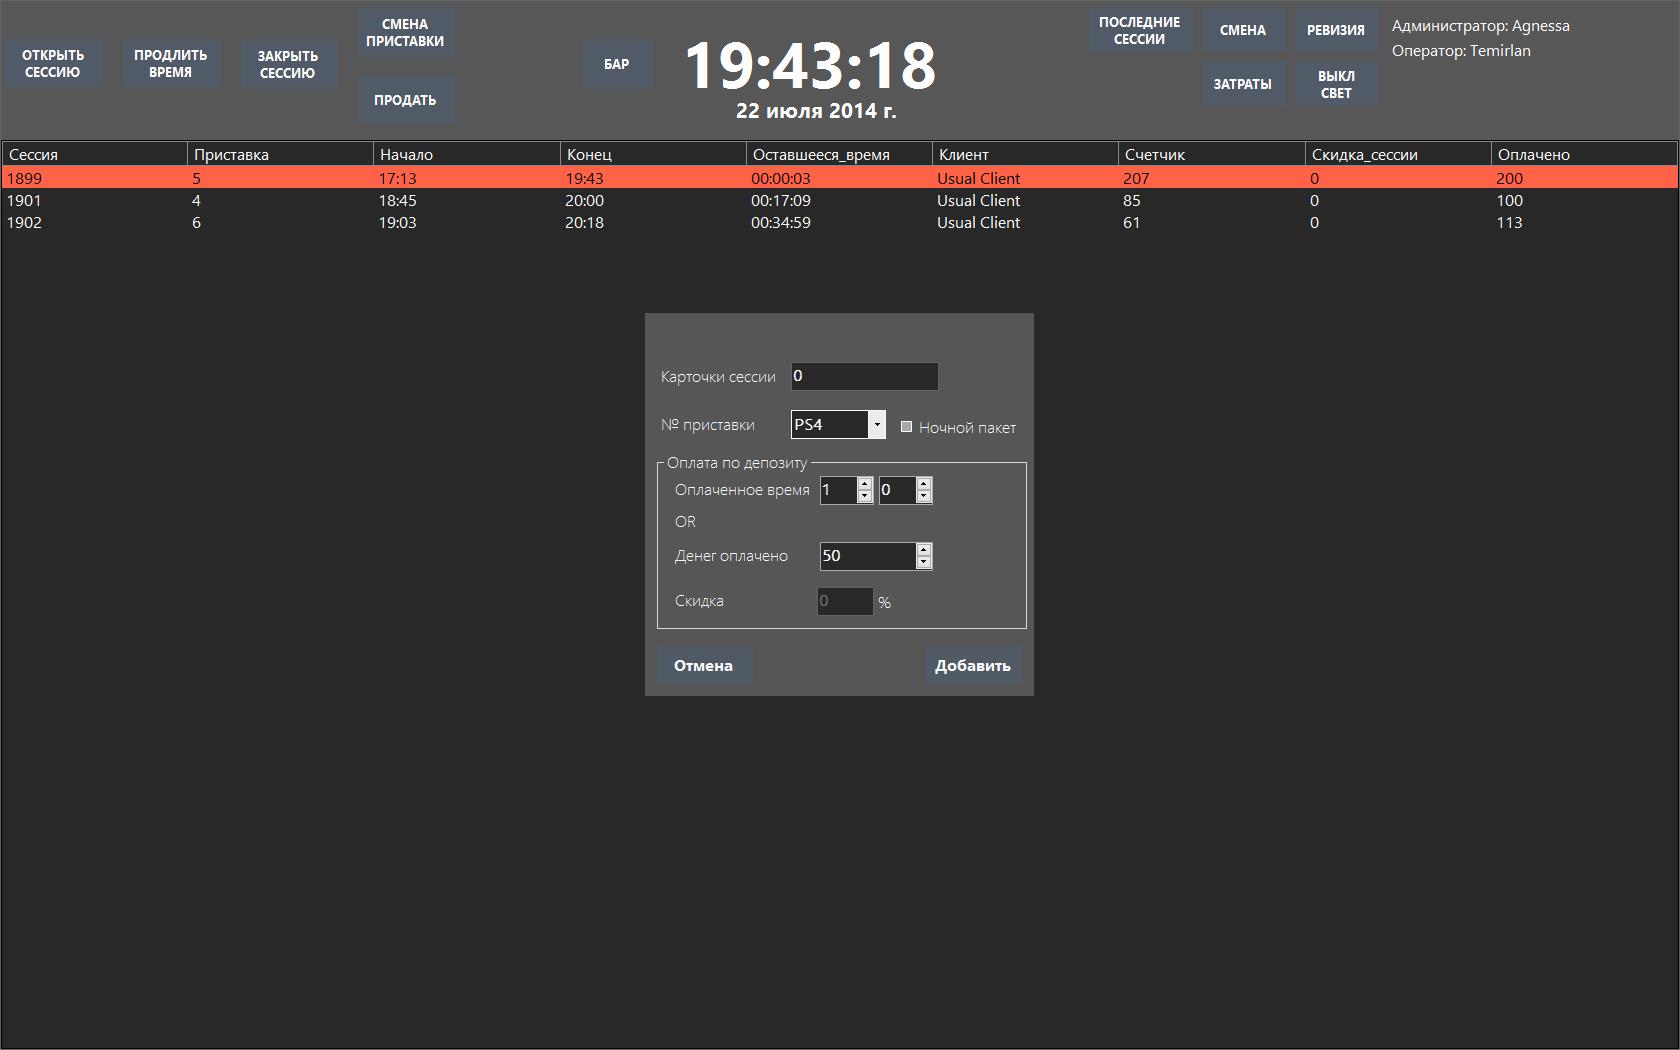 ОТКРЫТЬ
СЕССИЮ
ПРОДЛИТЬ
ВРЕМЯ
ЗАКРЫТЬ
СЕССИЮ
СМЕНА
ПРИСТАВКИ
ПРОДАТЬ
БАР
19:43:18
22 июля 2014 г.
ПОСЛЕДНИЕ
СЕССИИ
СМЕНА
РЕВИЗИЯ
ЗАТРАТЫ
ВЫКЛ
СВЕТ
Администратор: Agnessa
Оператор: Temirlan
Сессия Приставка Начало Конец Оставшееся_время Клиент Счетчик Скидка_сессии Оплачено
1899 5 17:13 19:43 00:00:03 Usual Client 207 0 200
1901 4 18:45 20:00 00:17:09 Usual Client 85 0 100
1902 6 19:03 20:18 00:34:59 Usual Client 61 0 113
Карточки сессии 0
№ приставки PS4 Ночной пакет
Оплата по депозиту
Оплаченное время 1 0
OR
Денег оплачено 50
Скидка 0 %
Отмена Добавить